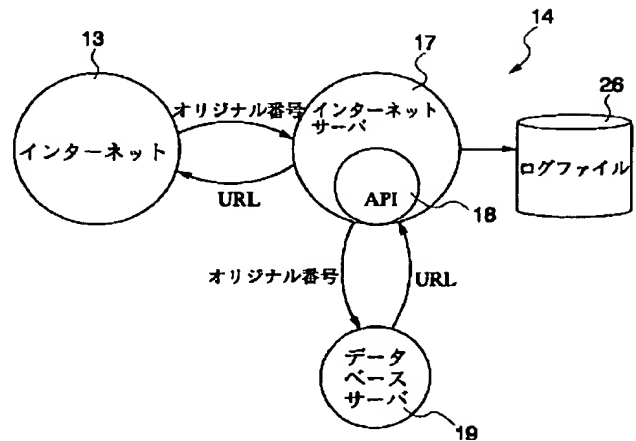 13
17
14
26
オリジナル番号
インターネット
サーバ
インターネット
ログファイル
URL
API
18
オリジナル番号
URL
データ
ベース
サーバ
19